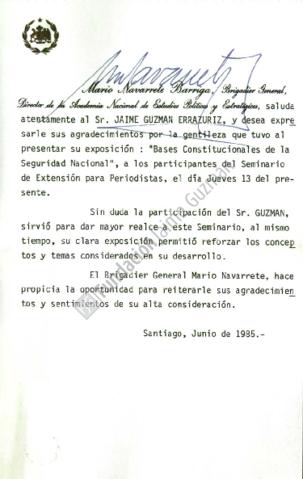 Mario Navarrete Barriga, Brigadier General,
Director de la Academia Nacional de Estudios Políticos y Estratégicos, saluda
atentamente al Sr. JAIME GUZMAN ERRAZURIZ, y desea expre
sarle sus agradecimientos por la gentileza que tuvo al
presentar su exposición : "Bases Constitucionales de la
Seguridad Nacional", a los participantes del Seminario
de Extensión para Periodistas, el día Jueves 13 del pre-
sente.
Sin duda la participación del Sr. GUZMAN,
sirvió para dar mayor realce a este Seminario, al mismo
tiempo, su clara exposición permitió reforzar los concep
tos y temas considerados en su desarrollo.
El Brigadier General Mario Navarrete, hace
propicia la oportunidad para reiterarle sus agradecimien
tos y sentimientos de su alta consideración.
Santiago, Junio de 1985.-
Fundación Jaime Guzmán